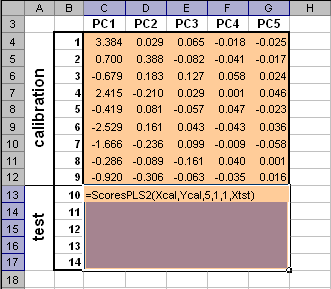 A B C D E F G H
3 PC1 PC2 PC3 PC4 PC5
4 1 3.384 0.029 0.065 -0.018 -0.025
5 2 0.700 0.388 -0.082 -0.041 -0.017
6 3 -0.679 0.183 0.127 0.058 0.024
7 4 2.415 -0.210 0.029 0.001 0.046
8 5 -0.419 0.081 -0.057 0.047 -0.023
9 6 -2.529 0.161 0.043 -0.043 0.036
10 7 -1.666 -0.236 0.099 -0.009 -0.058
11 8 -0.286 -0.089 -0.161 0.040 0.001
12 9 -0.920 -0.306 -0.063 -0.035 0.016
calibration
13 10 =ScoresPLS2(Xcal,Ycal,5,1,1,Xtst)
14 11
15 12
16 13
17 14
test
18